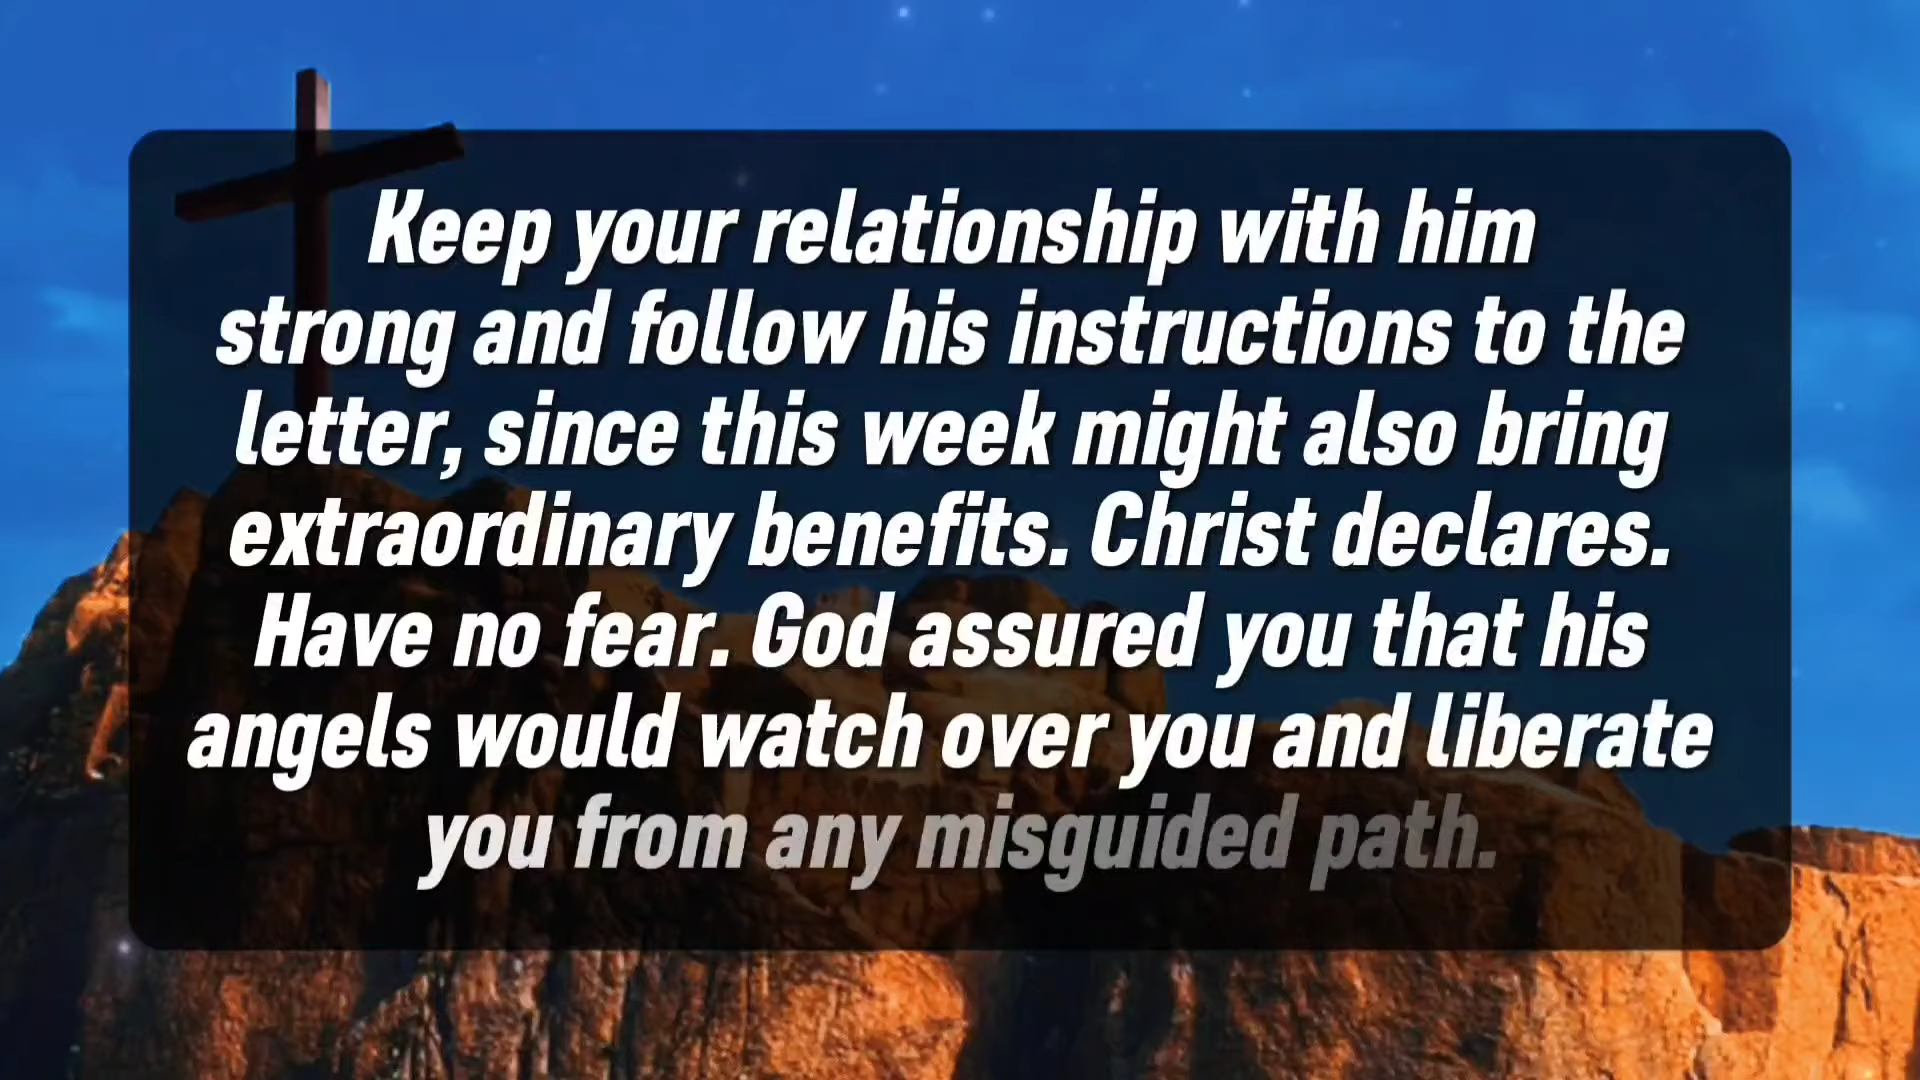 Keep your relationship with him
strong and follow his instructions to the
letter, since this week might also bring
extraordinary benefits. Christ declares.
Have no fear. God assured you that his
angels would watch over you and liberate
you from any misguided path.